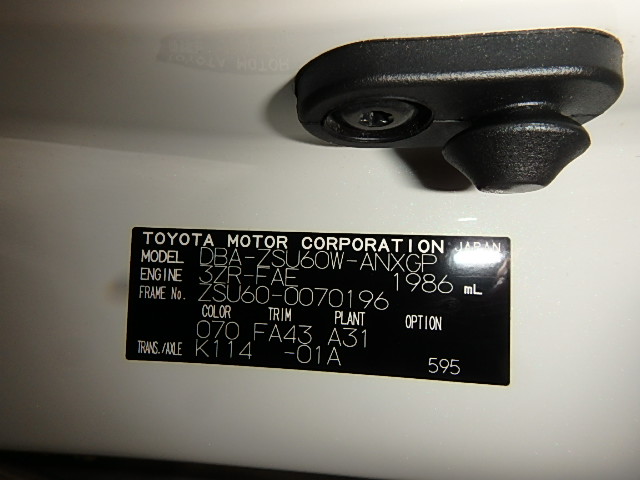 TOYOTA MOTOR CORPORATION JAPAN
MODEL DBA-ZSU60W-ANXGP
ENGINE 3ZR-FAE 1986 mL
FRAME No. ZSU60-0070196
COLOR TRIM PLANT OPTION
070 FA43 A31
TRANS./AXLE K114 -01A 595